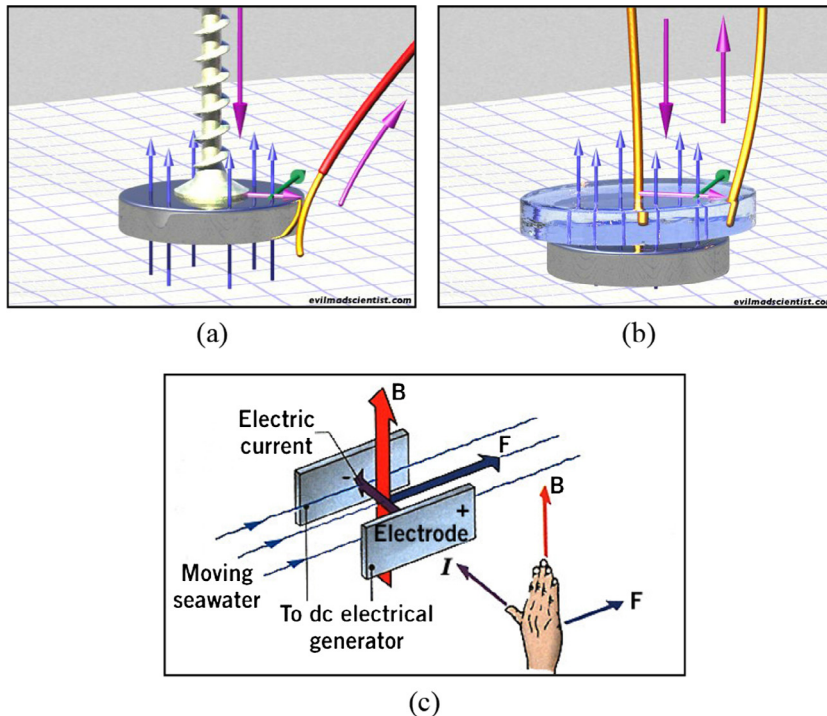 evilmadscientist.com
evilmadscientist.com
(a)
(b)
B
Electric
current
F
-
+
Electrode
B
I
Moving
seawater
F
To dc electrical
generator
(c)